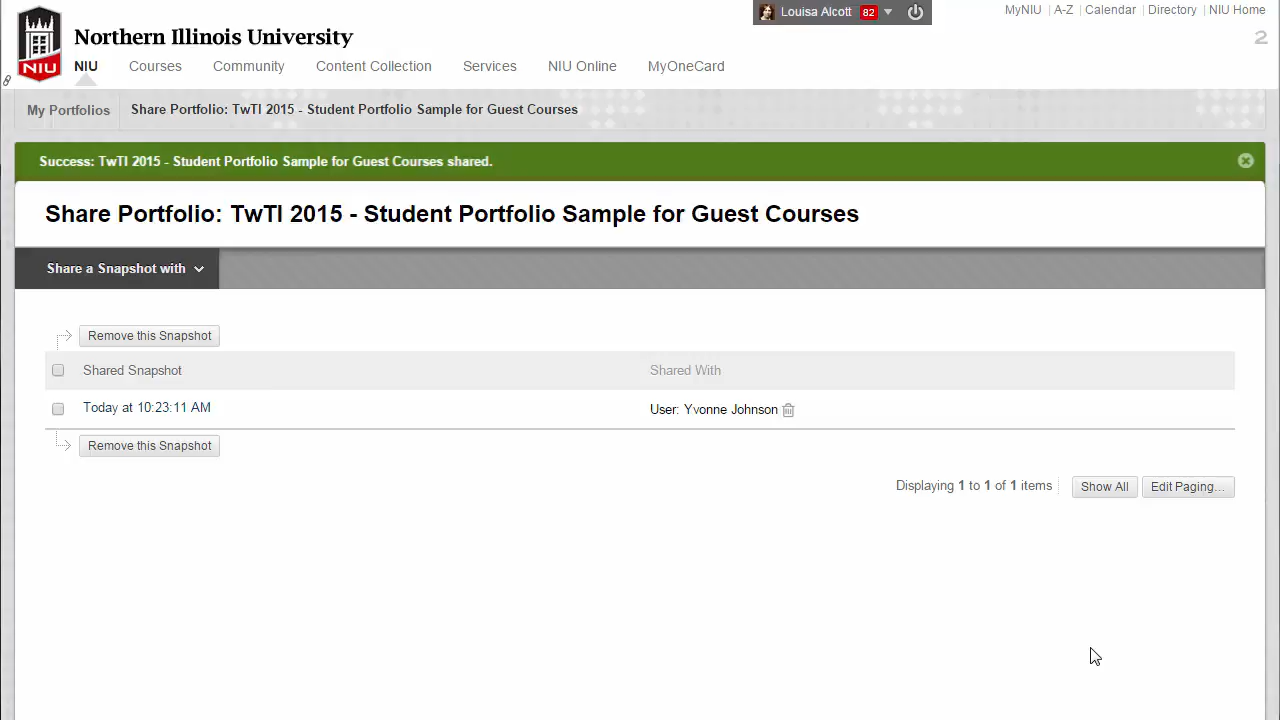 Louisa Alcott 82
MyNIU A-Z Calendar Directory NIU Home
NIU
Northern Illinois University
2
NIU Courses Community Content Collection Services NIU Online MyOneCard
My Portfolios Share Portfolio: TwTI 2015 - Student Portfolio Sample for Guest Courses
Success: TwTI 2015 - Student Portfolio Sample for Guest Courses shared.
Share Portfolio: TwTI 2015 - Student Portfolio Sample for Guest Courses
Share a Snapshot with
Remove this Snapshot
Shared Snapshot Shared With
Today at 10:23:11 AM User: Yvonne Johnson
Remove this Snapshot
Displaying 1 to 1 of 1 items Show All Edit Paging...